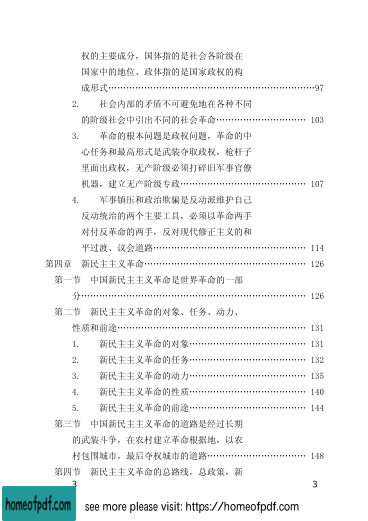 权的主要成分，国体指的是社会各阶级在
国家中的地位、政体指的是国家政权的构
成形式……………………………………………………97
2. 社会内部的矛盾不可避免地在各种不同
的阶级社会中引出不同的社会革命…………………… 103
3. 革命的根本问题是政权问题，革命的中
心任务和最高形式是武装夺取政权，枪杆子
里面出政权，无产阶级必须打碎旧军事官僚
机器，建立无产阶级专政……………………………… 107
4. 军事镇压和政治欺骗是反动派维护自己
反动统治的两个主要工具，必须以革命两手
对付反革命的两手，反对现代修正主义的和
平过渡、议会道路……………………………………… 114
第四章 新民主主义革命………………………………… 126
第一节 中国新民主主义革命是世界革命的一部
分………………………………………………………… 126
第二节 新民主主义革命的对象、任务、动力、
性质和前途……………………………………………… 131
1. 新民主主义革命的对象…………………………… 131
2. 新民主主义革命的任务…………………………… 132
3. 新民主主义革命的动力…………………………… 135
4. 新民主主义革命的性质…………………………… 140
5. 新民主主义革命的前途…………………………… 144
第三节 中国新民主主义革命的道路是经过长期
的武装斗争，在农村建立革命根据地，以农
村包围城市，最后夺取城市的道路…………………… 148
第四节 新民主主义革命的总路线，总政策，新
3 3
homeofpdf.com see more please visit: https://homeofpdf.com